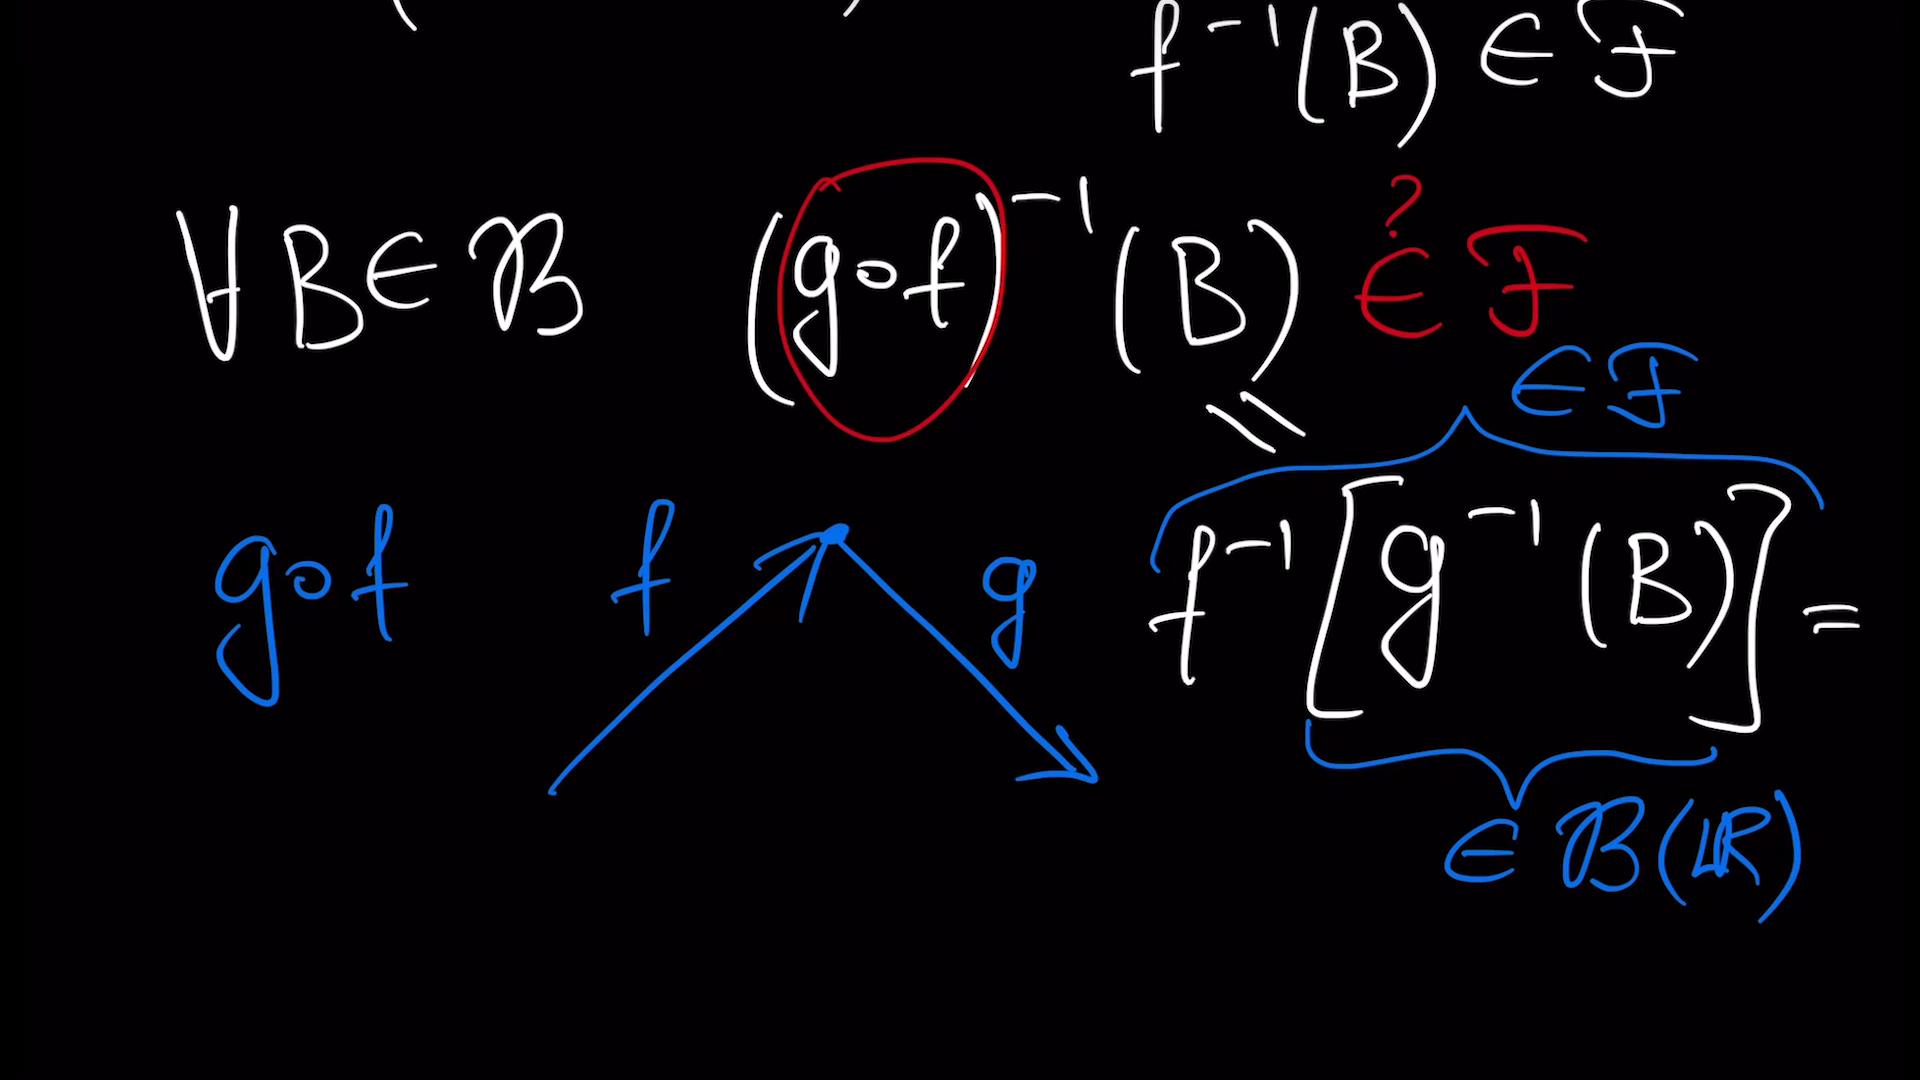 f⁻¹(B) ∈ ℱ
∀ B ∈ ℬ (g∘f)⁻¹(B) ∈ ℱ
?
∈ ℱ
g∘f f g f⁻¹[g⁻¹(B)] =
=
∈ ℬ(ℝ)